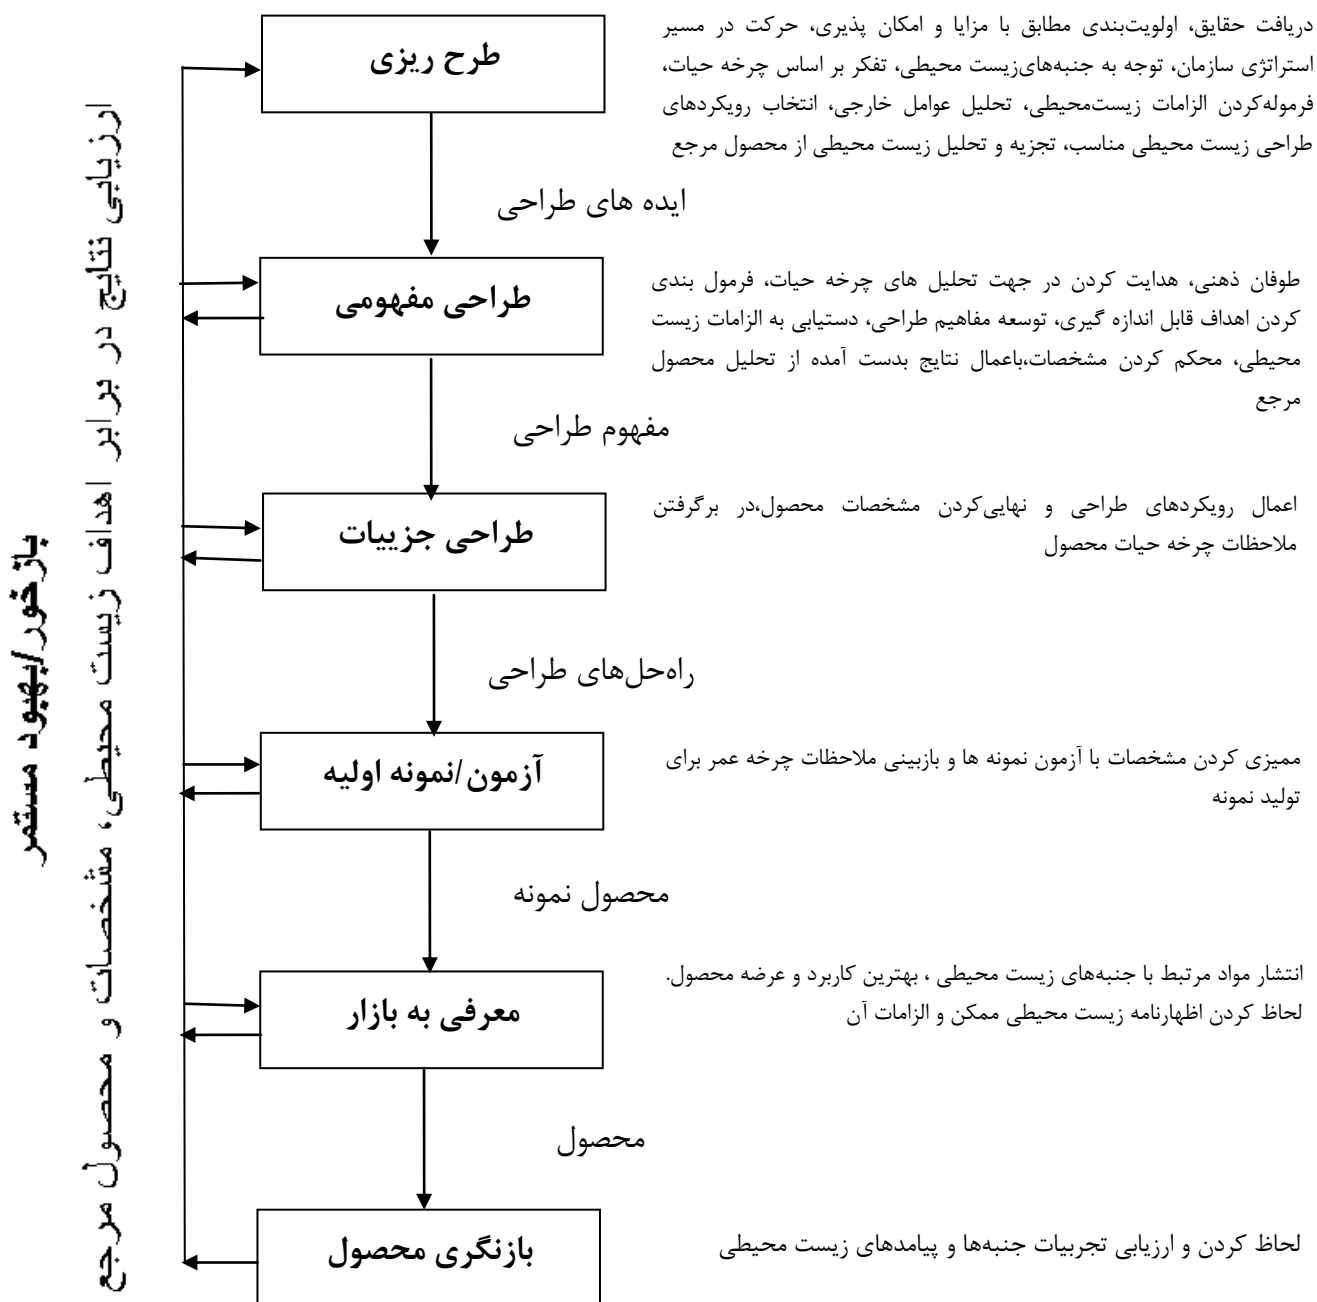 طرح ریزی
دریافت حقایق، اولویت‌بندی مطابق با مزایا و امکان پذیری، حرکت در مسیر
استراتژی سازمان، توجه به جنبه‌های‌زیست محیطی، تفکر بر اساس چرخه حیات،
فرموله‌کردن الزامات زیست‌محیطی، تحلیل عوامل خارجی، انتخاب رویکردهای
طراحی زیست محیطی مناسب، تجزیه و تحلیل زیست محیطی از محصول مرجع
ایده های طراحی
طراحی مفهومی
طوفان ذهنی، هدایت کردن در جهت تحلیل های چرخه حیات، فرمول بندی
کردن اهداف قابل اندازه گیری، توسعه مفاهیم طراحی، دستیابی به الزامات زیست
محیطی، محکم کردن مشخصات،باعمال نتایج بدست آمده از تحلیل محصول
مرجع
مفهوم طراحی
طراحی جزییات
اعمال رویکردهای طراحی و نهایی‌کردن مشخصات محصول،در برگرفتن
ملاحظات چرخه حیات محصول
راه‌حل‌های طراحی
آزمون/نمونه اولیه
ممیزی کردن مشخصات با آزمون نمونه ها و بازبینی ملاحظات چرخه عمر برای
تولید نمونه
محصول نمونه
معرفی به بازار
انتشار مواد مرتبط با جنبه‌های زیست محیطی ، بهترین کاربرد و عرضه محصول.
لحاظ کردن اظهارنامه زیست محیطی ممکن و الزامات آن
محصول
بازنگری محصول
لحاظ کردن و ارزیابی تجربیات جنبه‌ها و پیامدهای زیست محیطی
ارزیابی نتایج در برابر اهداف زیست محیطی، مشخصات و محصول مرجع
بازخور/بهبود مستمر